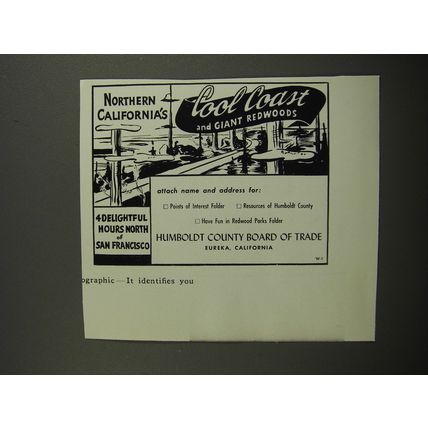 NORTHERN
CALIFORNIA'S
Cool Coast
and GIANT REDWOODS
attach name and address for:
☐ Points of Interest Folder ☐ Resources of Humboldt County
☐ Have Fun in Redwood Parks Folder
4 DELIGHTFUL
HOURS NORTH
of
SAN FRANCISCO
HUMBOLDT COUNTY BOARD OF TRADE
EUREKA, CALIFORNIA
ographic—It identifies you